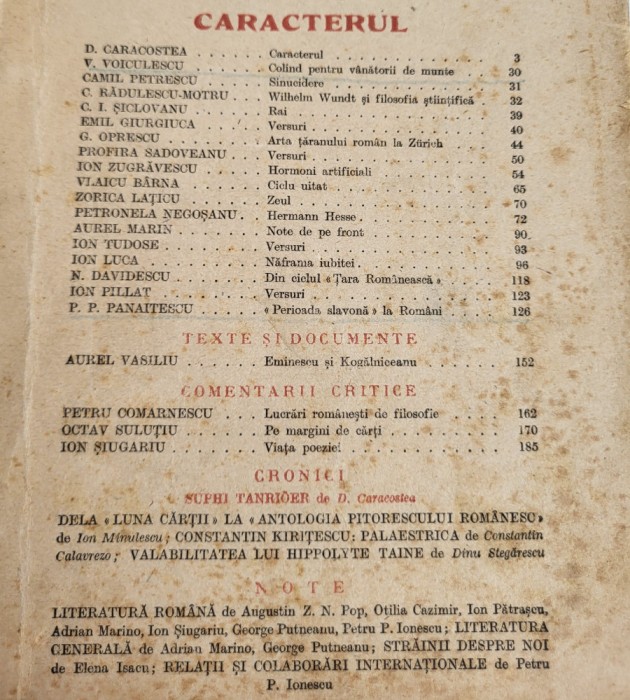 CARACTERUL
D. CARACOSTEA . . . . . . Caracterul . . . . . . . . . . . . 3
V. VOICULESCU . . . . . . Colind pentru vânătorii de munte . . 30
CAMIL PETRESCU . . . . . Sinucidere . . . . . . . . . . . . 31
C. RĂDULESCU-MOTRU . . . Wilhelm Wundt și filosofia științifică . 32
C. I. ȘICLOVANU . . . . . Rai . . . . . . . . . . . . . . . 39
EMIL GIURGIUCA . . . . . Versuri . . . . . . . . . . . . . 40
G. OPRESCU . . . . . . . Arta țăranului român la Zürich . . . 44
PROFIRA SADOVEANU . . . Versuri . . . . . . . . . . . . . 50
ION ZUGRĂVESCU . . . . . Hormoni artificiali . . . . . . . . 54
VLAICU BÂRNA . . . . . . Ciclu uitat . . . . . . . . . . . 65
ZORICA LAȚICU . . . . . . Zeul . . . . . . . . . . . . . . 70
PETRONELA NEGOȘANU . . Hermann Hesse . . . . . . . . . . 72
AUREL MARIN . . . . . . . Note de pe front . . . . . . . . . 90
ION TUDOSE . . . . . . . Versuri . . . . . . . . . . . . . 93
ION LUCA . . . . . . . . Năframa iubitei . . . . . . . . . . 96
N. DAVIDESCU . . . . . . Din ciclul «Țara Românească» . . . . 118
ION PILLAT . . . . . . . Versuri . . . . . . . . . . . . . 123
P. P. PANAITESCU . . . . «Perioada slavonă» la Români . . . . 126
TEXTE ȘI DOCUMENTE
AUREL VASILIU . . . . . . Eminescu și Kogălniceanu . . . . . . 152
COMENTARII CRITICE
PETRU COMARNESCU . . . Lucrări românești de filosofie . . . . 162
OCTAV SULUȚIU . . . . . Pe margini de cărți . . . . . . . . 170
ION ȘIUGARIU . . . . . . Viața poeziei . . . . . . . . . . . 185
CRONICI
SUPHI TANRIÖER de D. Caracostea
DELA «LUNA CĂRȚII» LA «ANTOLOGIA PITORESCULUI ROMÂNESC»
de Ion Minulescu; CONSTANTIN KIRIȚESCU: PALAESTRICA de Constantin
Calavrezo; VALABILITATEA LUI HIPPOLYTE TAINE de Dinu Stegărescu
NOTE
LITERATURĂ ROMÂNĂ de Augustin Z. N. Pop, Otilia Cazimir, Ion Pătrașcu,
Adrian Marino, Ion Șiugariu, George Putneanu, Petru P. Ionescu; LITERATURA
GENERALĂ de Adrian Marino, George Putneanu; STRĂINII DESPRE NOI
de Elena Isacu; RELAȚII ȘI COLABORĂRI INTERNAȚIONALE de Petru
P. Ionescu